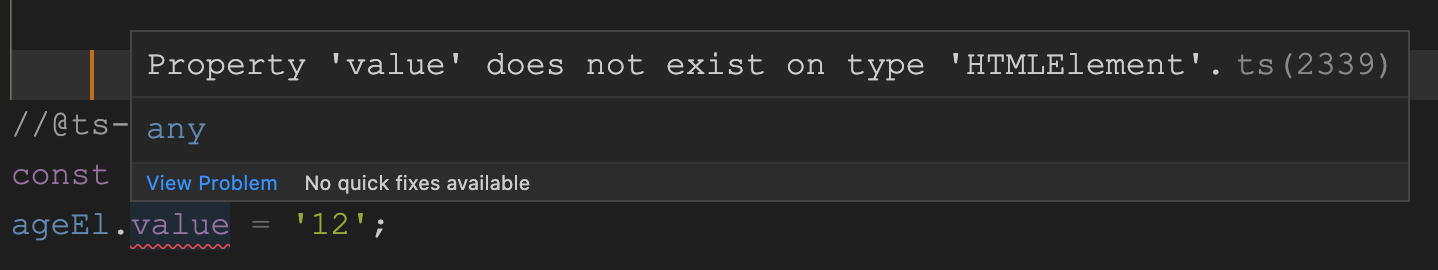 Property 'value' does not exist on type 'HTMLElement'. ts(2339)
any
View Problem No quick fixes available
//@ts-
const
ageEl.value = '12';